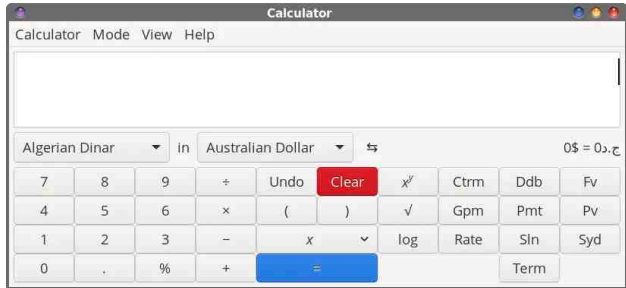 Calculator
Calculator Mode View Help
Algerian Dinar in Australian Dollar ⇆ 0$ = 0د.ج
7 8 9 ÷ Undo Clear xʸ Ctrm Ddb Fv
4 5 6 × ( ) √ Gpm Pmt Pv
1 2 3 − x log Rate Sln Syd
0 . % + = Term